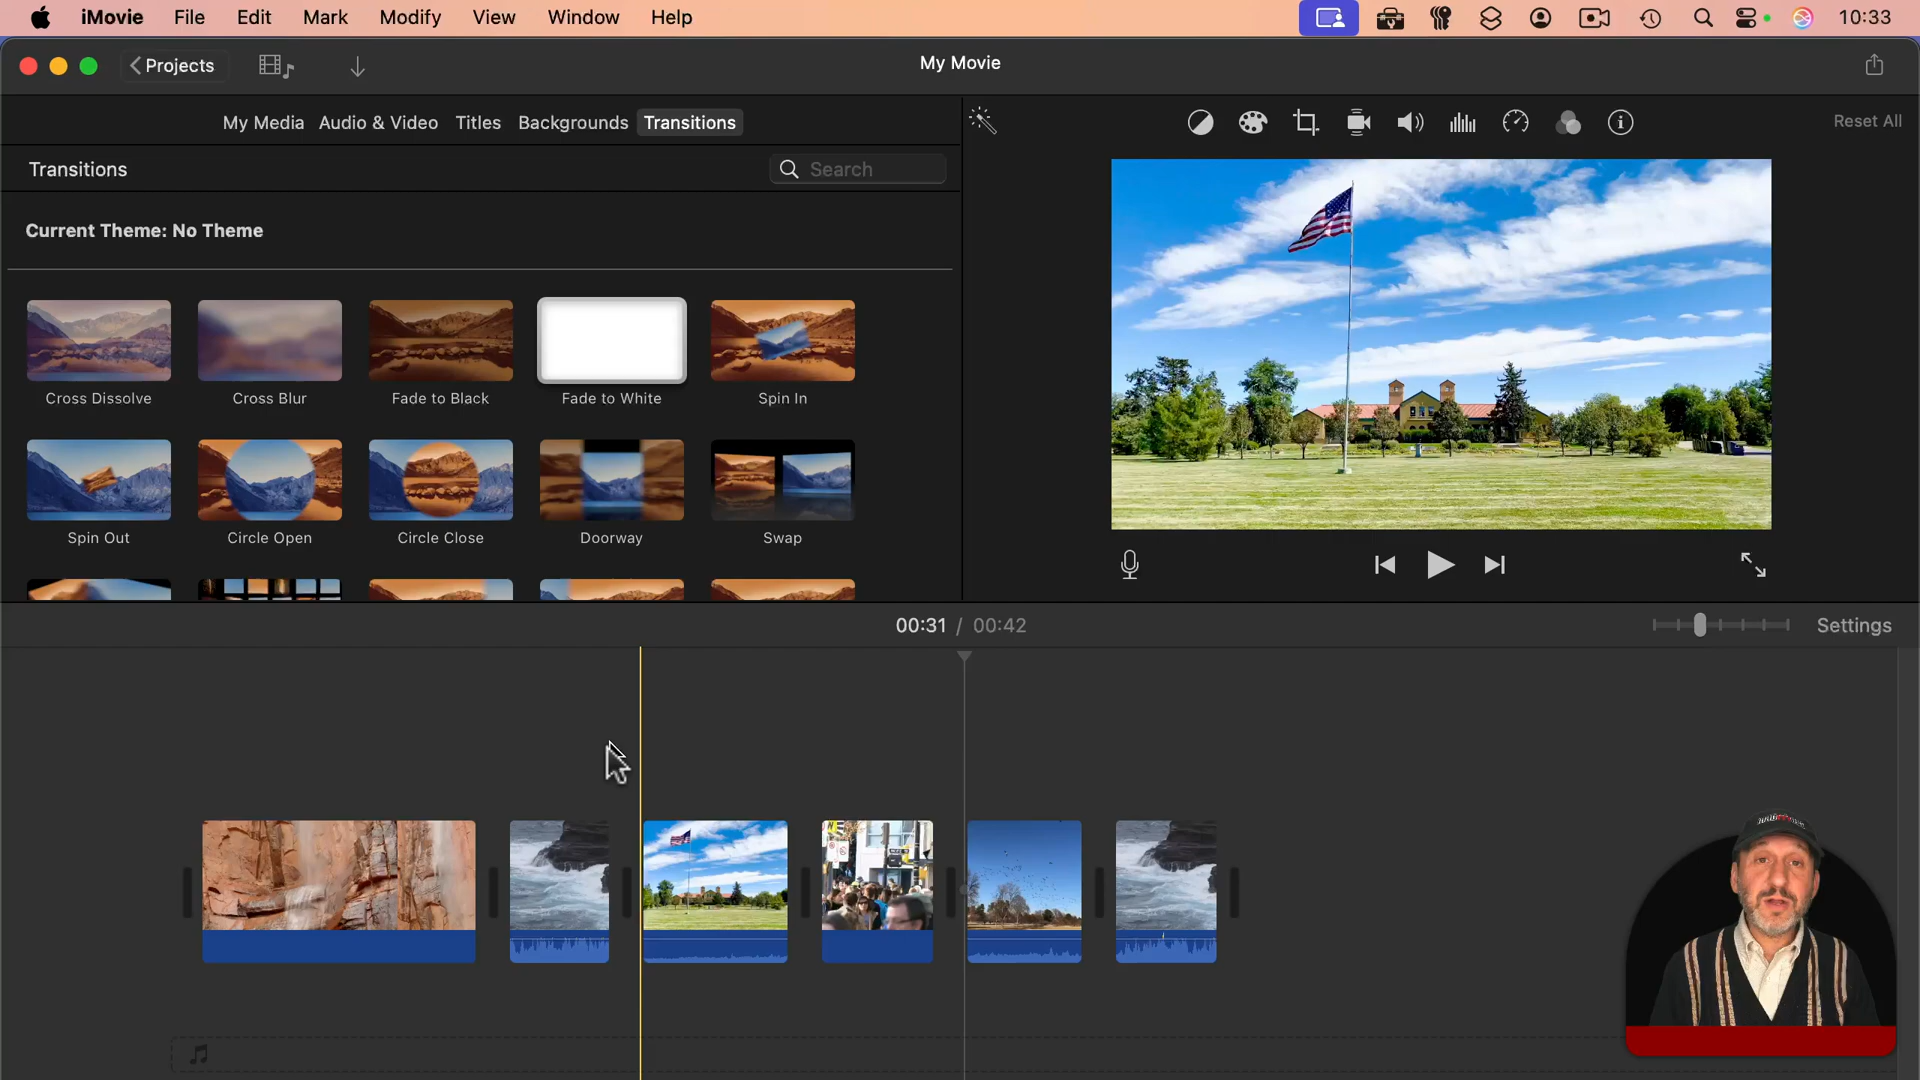 iMovie File Edit Mark Modify View Window Help 10:33
Projects My Movie
My Media Audio & Video Titles Backgrounds Transitions Reset All
Transitions Search
Current Theme: No Theme
Cross Dissolve Cross Blur Fade to Black Fade to White Spin In
Spin Out Circle Open Circle Close Doorway Swap
00:31 / 00:42 Settings